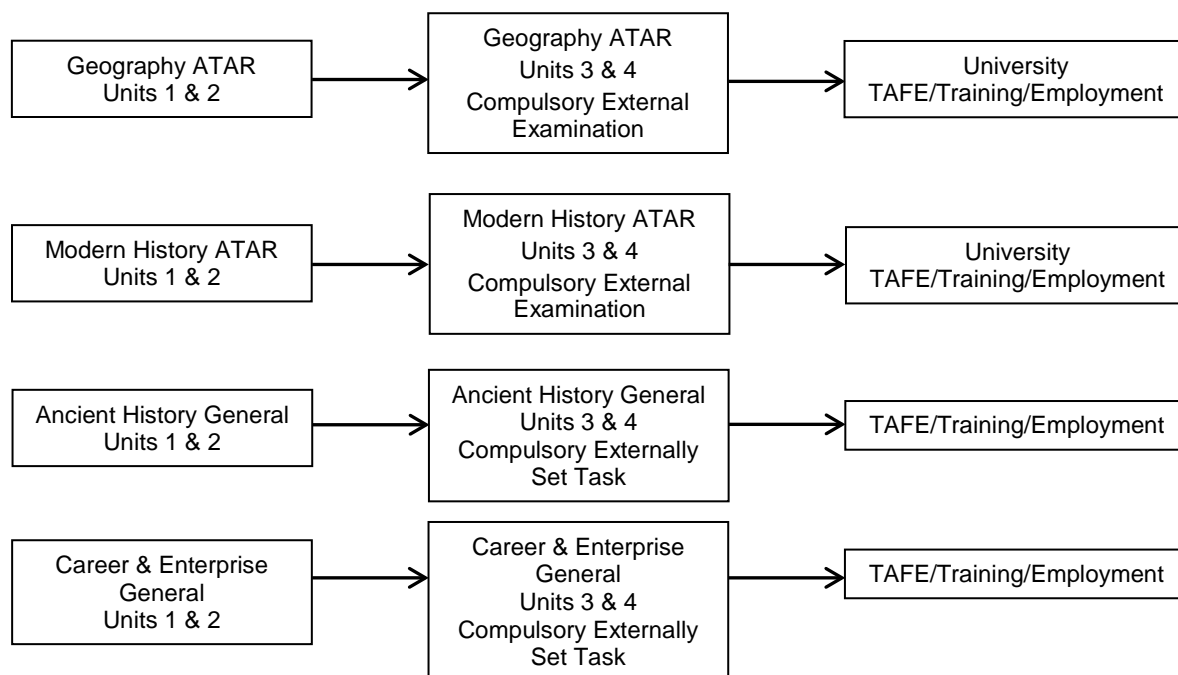 Geography ATAR
Units 1 & 2
Geography ATAR
Units 3 & 4
Compulsory External
Examination
University
TAFE/Training/Employment
Modern History ATAR
Units 1 & 2
Modern History ATAR
Units 3 & 4
Compulsory External
Examination
University
TAFE/Training/Employment
Ancient History General
Units 1 & 2
Ancient History General
Units 3 & 4
Compulsory Externally
Set Task
TAFE/Training/Employment
Career & Enterprise
General
Units 1 & 2
Career & Enterprise
General
Units 3 & 4
Compulsory Externally
Set Task
TAFE/Training/Employment